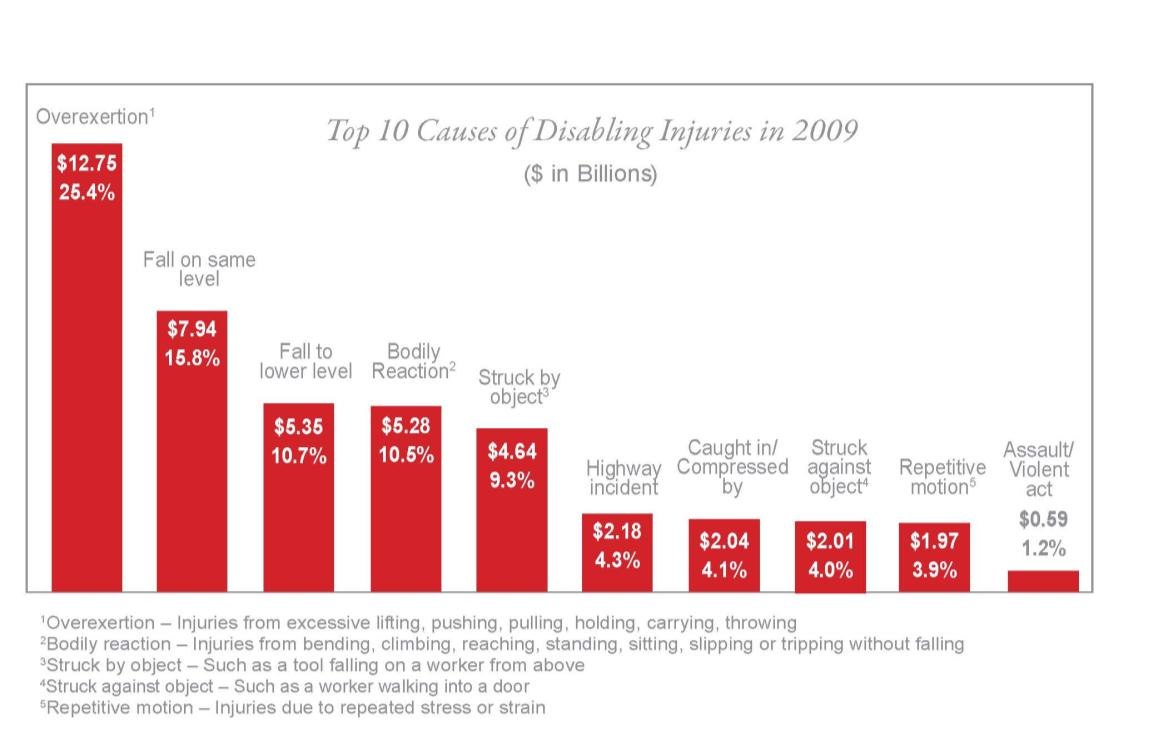 Top 10 Causes of Disabling Injuries in 2009
($ in Billions)
Overexertion¹
$12.75
25.4%
Fall on same
level
$7.94
15.8%
Fall to
lower level
$5.35
10.7%
Bodily
Reaction²
$5.28
10.5%
Struck by
object³
$4.64
9.3%
Highway
incident
$2.18
4.3%
Caught in/
Compressed
by
$2.04
4.1%
Struck
against
object⁴
$2.01
4.0%
Repetitive
motion⁵
$1.97
3.9%
Assault/
Violent
act
$0.59
1.2%
¹Overexertion – Injuries from excessive lifting, pushing, pulling, holding, carrying, throwing
²Bodily reaction – Injuries from bending, climbing, reaching, standing, sitting, slipping or tripping without falling
³Struck by object – Such as a tool falling on a worker from above
⁴Struck against object – Such as a worker walking into a door
⁵Repetitive motion – Injuries due to repeated stress or strain